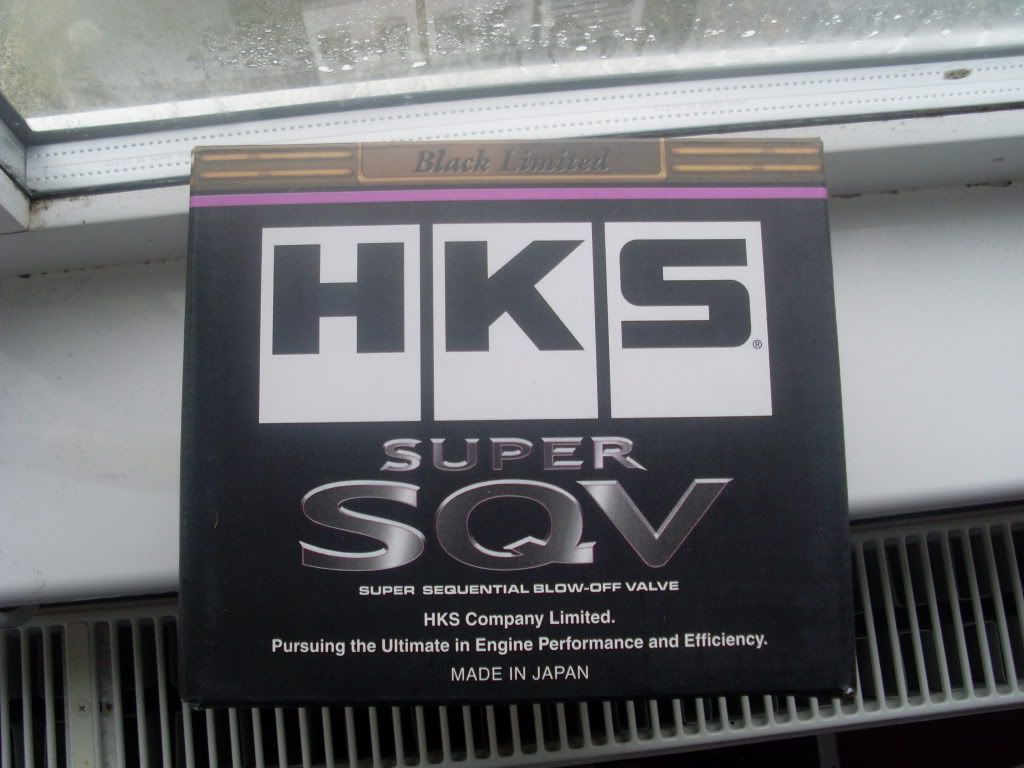 Black Limited
HKS®
SUPER
SQV
SUPER SEQUENTIAL BLOW-OFF VALVE
HKS Company Limited.
Pursuing the Ultimate in Engine Performance and Efficiency.
MADE IN JAPAN